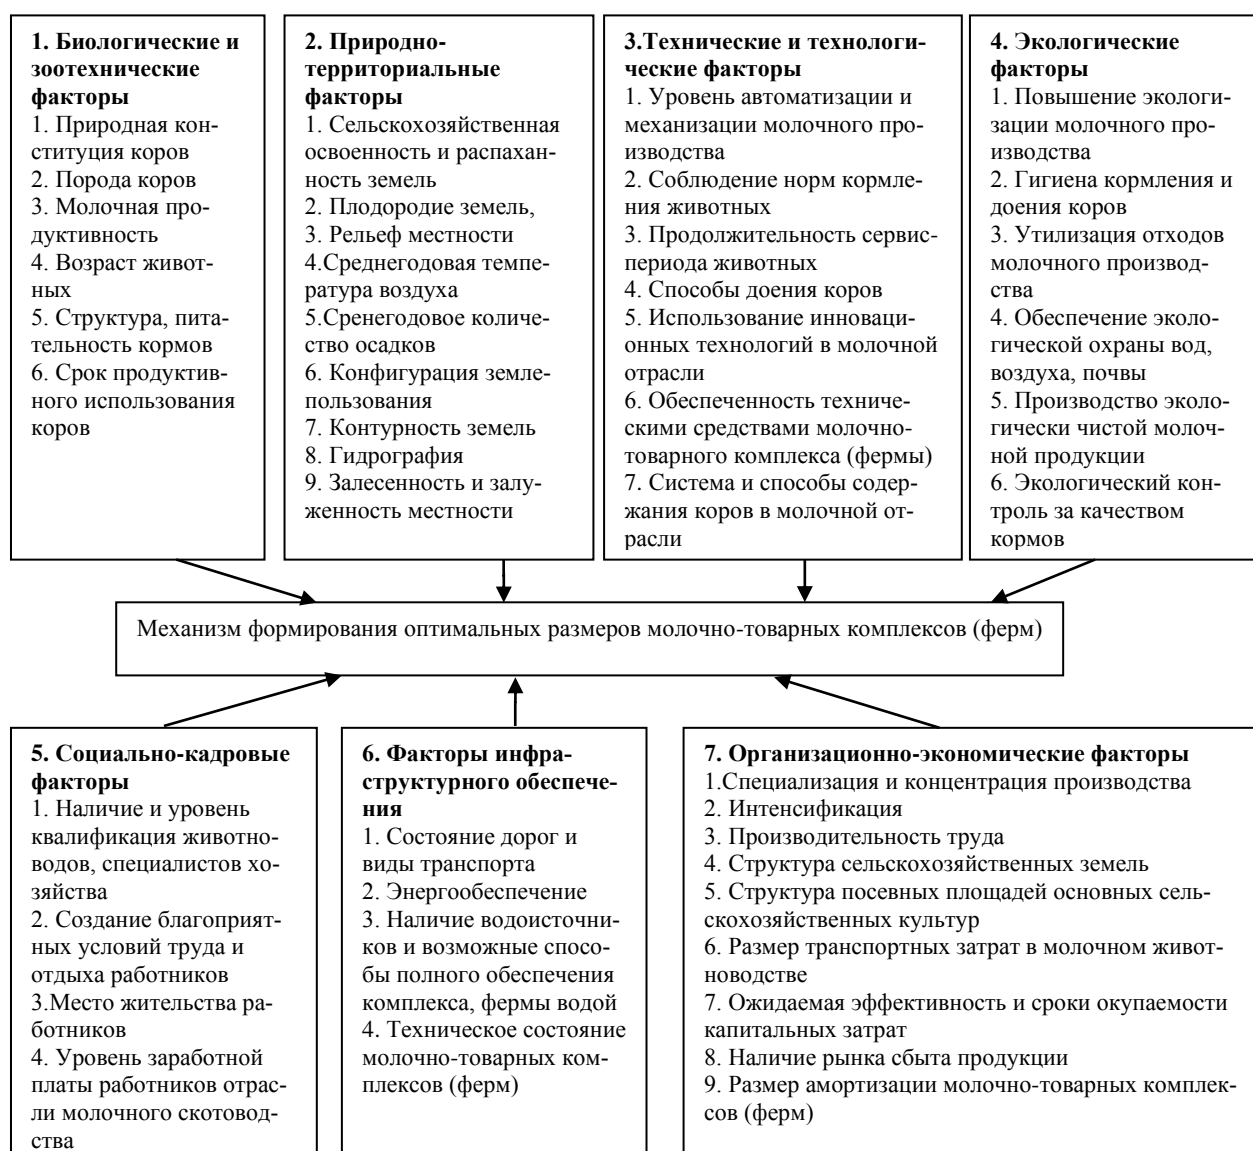 1. Биологические и
зоотехнические
факторы
1. Природная кон-
ституция коров
2. Порода коров
3. Молочная про-
дуктивность
4. Возраст живот-
ных
5. Структура, пита-
тельность кормов
6. Срок продуктив-
ного использования
коров
2. Природно-
территориальные
факторы
1. Сельскохозяйственная
освоенность и распахан-
ность земель
2. Плодородие земель,
3. Рельеф местности
4.Среднегодовая темпе-
ратура воздуха
5.Сренегодовое количе-
ство осадков
6. Конфигурация земле-
пользования
7. Контурность земель
8. Гидрография
9. Залесенность и залу-
женность местности
3.Технические и технологи-
ческие факторы
1. Уровень автоматизации и
механизации молочного про-
изводства
2. Соблюдение норм кормле-
ния животных
3. Продолжительность сервис-
периода животных
4. Способы доения коров
5. Использование инноваци-
онных технологий в молочной
отрасли
6. Обеспеченность техниче-
скими средствами молочно-
товарного комплекса (фермы)
7. Система и способы содер-
жания коров в молочной от-
расли
4. Экологические
факторы
1. Повышение экологи-
зации молочного про-
изводства
2. Гигиена кормления и
доения коров
3. Утилизация отходов
молочного производ-
ства
4. Обеспечение эколо-
гической охраны вод,
воздуха, почвы
5. Производство эколо-
гически чистой молоч-
ной продукции
6. Экологический кон-
троль за качеством
кормов
Механизм формирования оптимальных размеров молочно-товарных комплексов (ферм)
5. Социально-кадровые
факторы
1. Наличие и уровень
квалификация животно-
водов, специалистов хо-
зяйства
2. Создание благоприят-
ных условий труда и
отдыха работников
3.Место жительства ра-
ботников
4. Уровень заработной
платы работников отрас-
ли молочного скотовод-
ства
6. Факторы инфра-
структурного обеспече-
ния
1. Состояние дорог и
виды транспорта
2. Энергообеспечение
3. Наличие водоисточни-
ков и возможные спосо-
бы полного обеспечения
комплекса, фермы водой
4. Техническое состояние
молочно-товарных ком-
плексов (ферм)
7. Организационно-экономические факторы
1.Специализация и концентрация производства
2. Интенсификация
3. Производительность труда
4. Структура сельскохозяйственных земель
5. Структура посевных площадей основных сель-
скохозяйственных культур
6. Размер транспортных затрат в молочном живот-
новодстве
7. Ожидаемая эффективность и сроки окупаемости
капитальных затрат
8. Наличие рынка сбыта продукции
9. Размер амортизации молочно-товарных комплек-
сов (ферм)